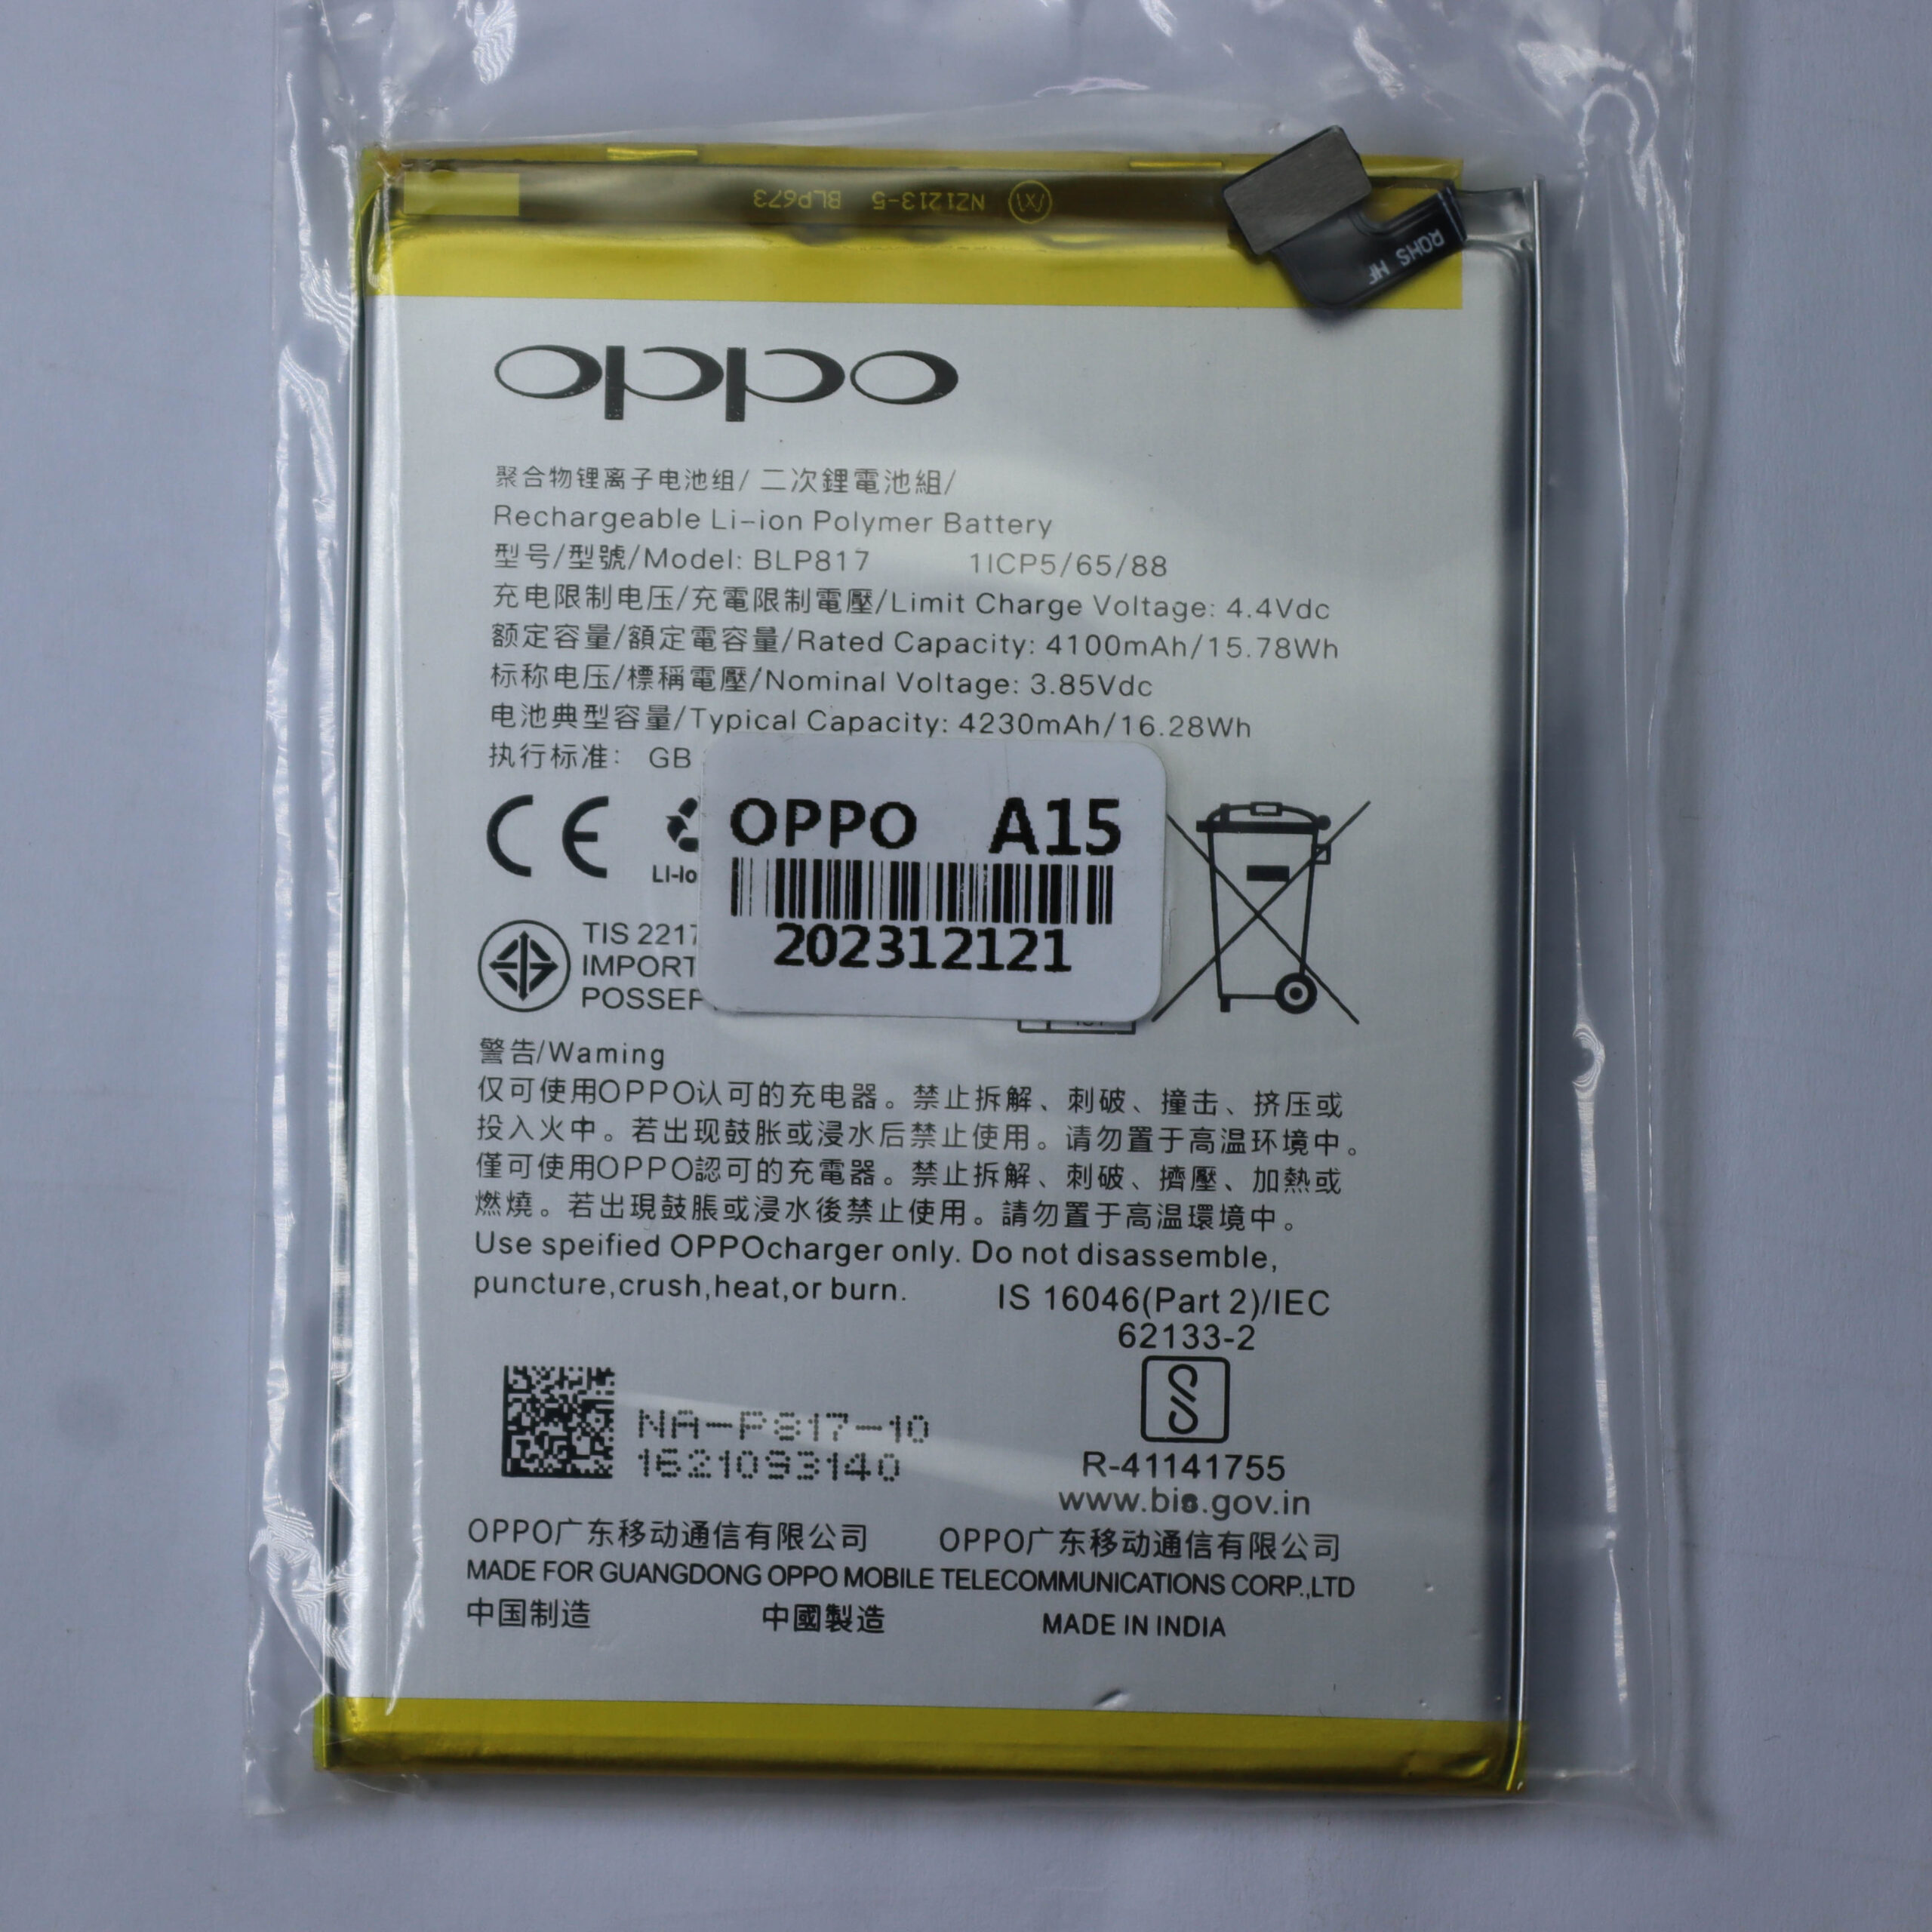 NZ1213-5 BLP673
ROHS HF
oppo
聚合物锂离子电池组/ 二次鋰電池組/
Rechargeable Li-ion Polymer Battery
型号/型號/Model: BLP817 1ICP5/65/88
充电限制电压/充電限制電壓/Limit Charge Voltage: 4.4Vdc
额定容量/額定電容量/Rated Capacity: 4100mAh/15.78Wh
标称电压/標稱電壓/Nominal Voltage: 3.85Vdc
电池典型容量/Typical Capacity: 4230mAh/16.28Wh
执行标准: GB
CE
LI-Io
OPPO A15
202312121
TIS 2217
IMPORT
POSSEF
警告/Waming
仅可使用OPPO认可的充电器。禁止拆解、刺破、撞击、挤压或
投入火中。若出现鼓胀或浸水后禁止使用。请勿置于高温环境中。
僅可使用OPPO認可的充電器。禁止拆解、刺破、擠壓、加熱或
燃燒。若出現鼓脹或浸水後禁止使用。請勿置于高温環境中。
Use speified OPPOcharger only. Do not disassemble,
puncture,crush,heat,or burn.
IS 16046(Part 2)/IEC
62133-2
NA-P817-10
1621093140
R-41141755
www.bis.gov.in
OPPO广东移动通信有限公司 OPPO广东移动通信有限公司
MADE FOR GUANGDONG OPPO MOBILE TELECOMMUNICATIONS CORP.,LTD
中国制造 中國製造 MADE IN INDIA